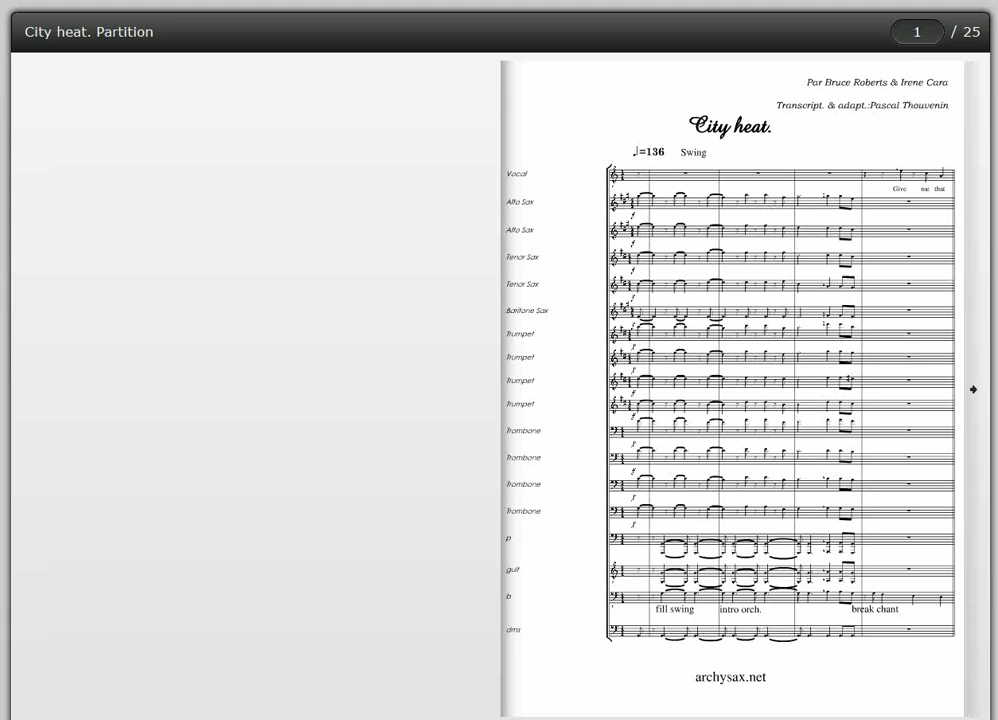 City heat. Partition
1 / 25
Par Bruce Roberts & Irene Cara
Transcript. & adapt.:Pascal Thouvenin
City heat.
♩=136 Swing
Vocal
Give me that
Alto Sax
Alto Sax
Tenor Sax
Tenor Sax
Baritone Sax
Trumpet
Trumpet
Trumpet
Trumpet
Trombone
Trombone
Trombone
Trombone
p
guit
b
fill swing intro orch. break chant
dms
archysax.net